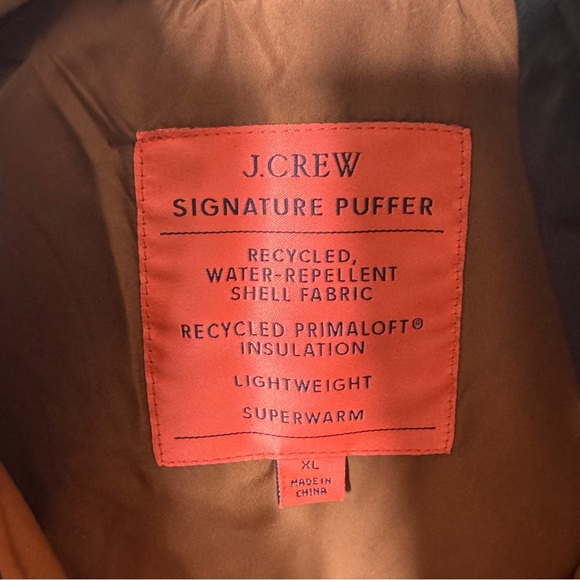 J.CREW
SIGNATURE PUFFER
RECYCLED,
WATER-REPELLENT
SHELL FABRIC
RECYCLED PRIMALOFT®
INSULATION
LIGHTWEIGHT
SUPERWARM
XL
MADE IN
CHINA